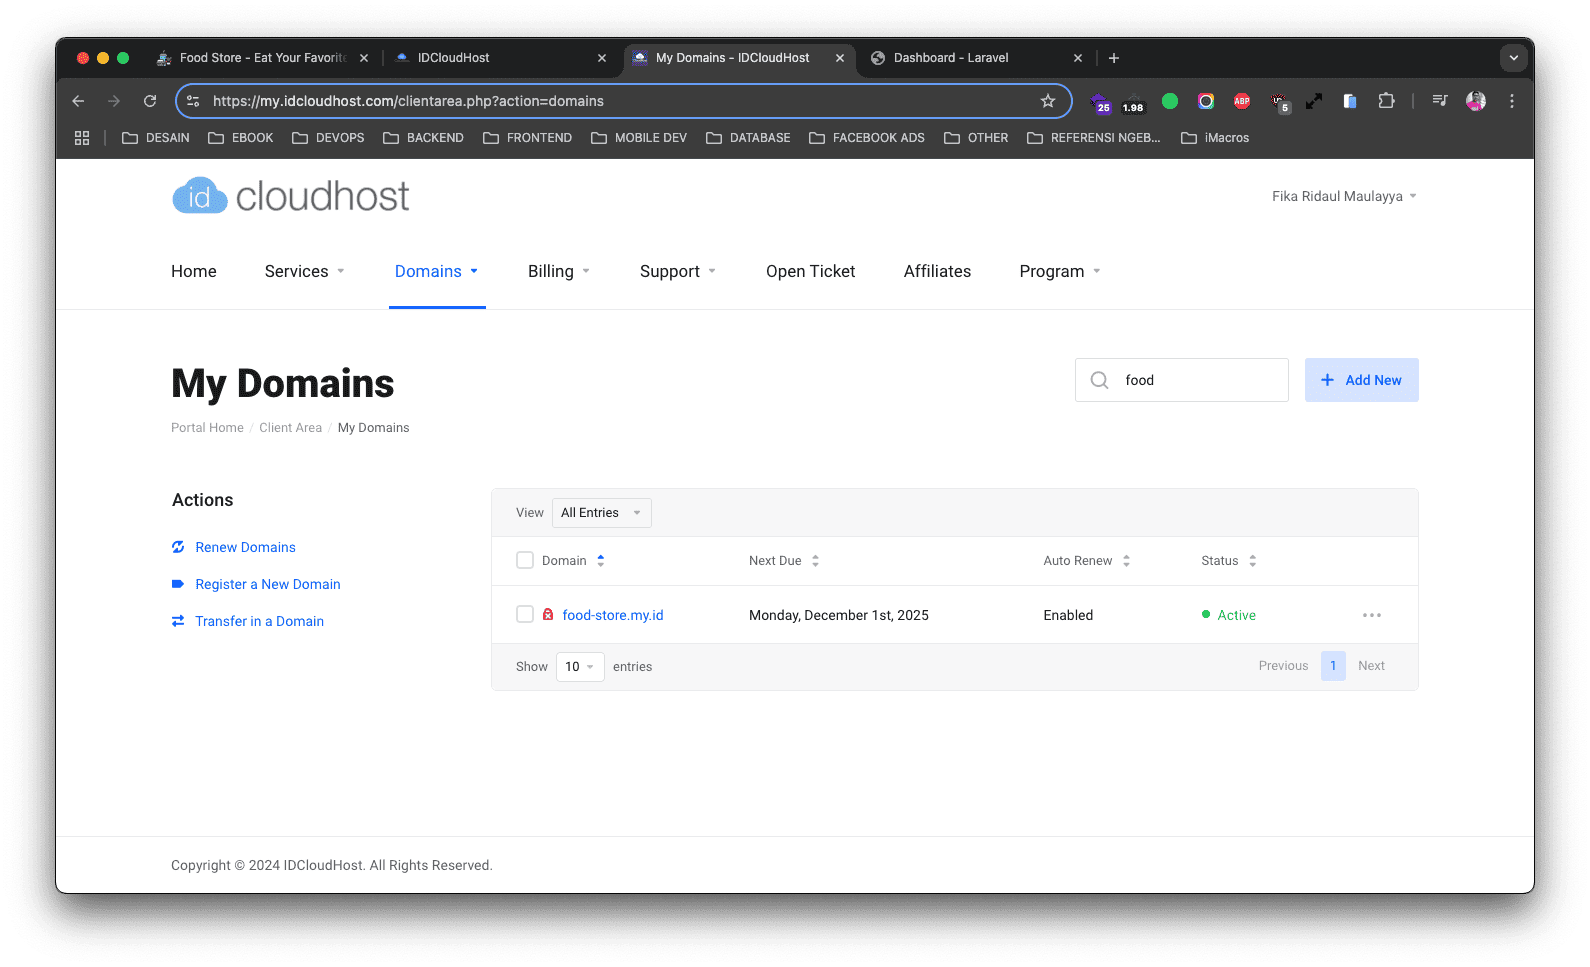 Food Store - Eat Your Favorite
IDCloudHost
My Domains - IDCloudHost
Dashboard - Laravel
https://my.idcloudhost.com/clientarea.php?action=domains
25
1.98
ABP
5
DESAIN
EBOOK
DEVOPS
BACKEND
FRONTEND
MOBILE DEV
DATABASE
FACEBOOK ADS
OTHER
REFERENSI NGEB...
iMacros
id cloudhost
Fika Ridaul Maulayya
Home
Services
Domains
Billing
Support
Open Ticket
Affiliates
Program
My Domains
food
+ Add New
Portal Home / Client Area / My Domains
Actions
Renew Domains
Register a New Domain
Transfer in a Domain
View All Entries
Domain Next Due Auto Renew Status
food-store.my.id Monday, December 1st, 2025 Enabled Active
Show 10 entries
Previous 1 Next
Copyright © 2024 IDCloudHost. All Rights Reserved.